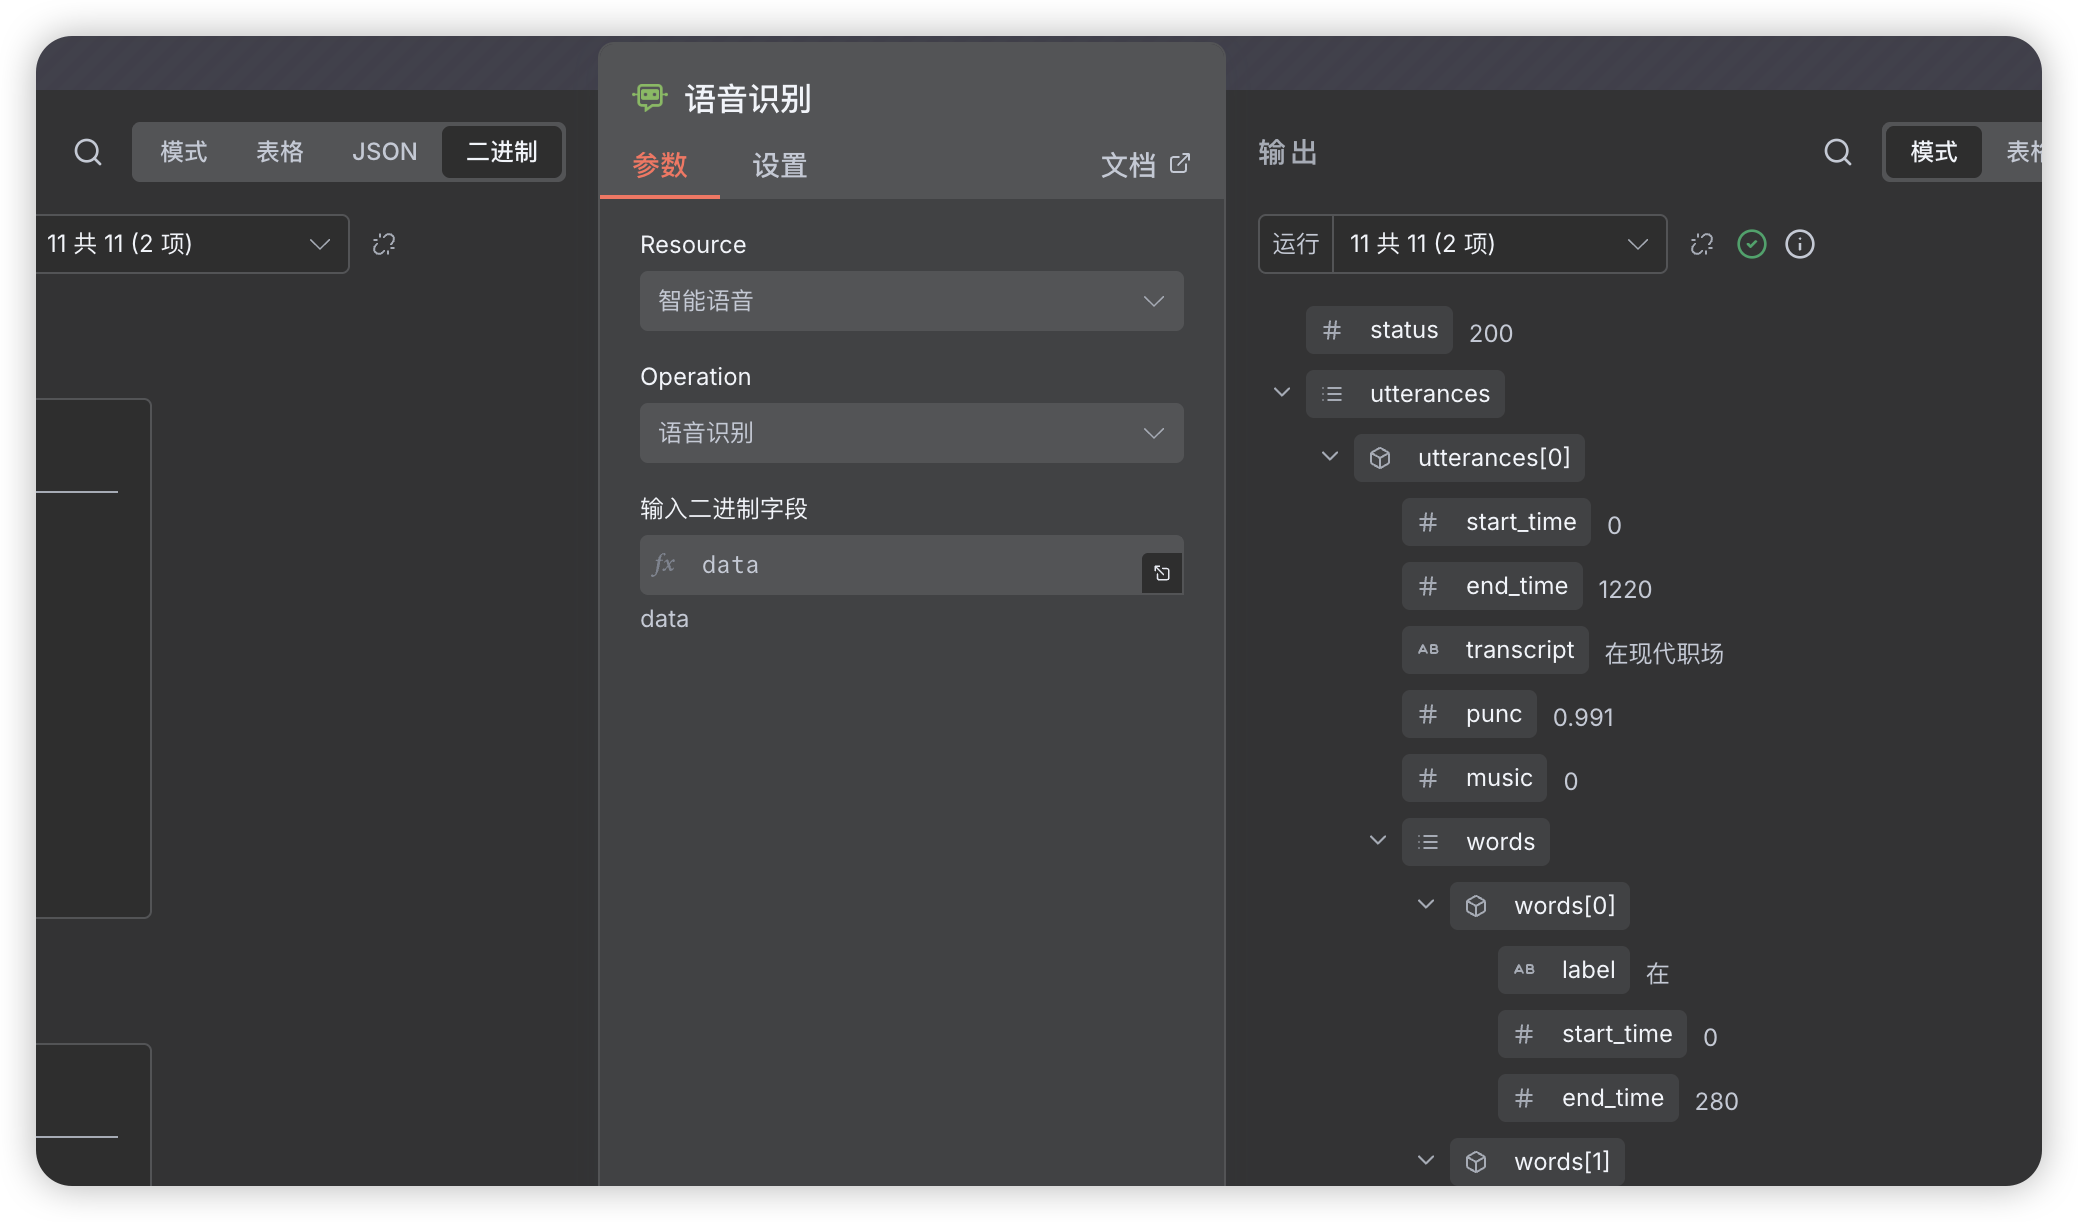 模式 表格 JSON 二进制
11 共 11 (2 项)
语音识别
参数 设置 文档
Resource
智能语音
Operation
语音识别
输入二进制字段
fx data
data
输出
模式 表格
运行 11 共 11 (2 项)
# status 200
utterances
utterances[0]
# start_time 0
# end_time 1220
AB transcript 在现代职场
# punc 0.991
# music 0
words
words[0]
AB label 在
# start_time 0
# end_time 280
words[1]